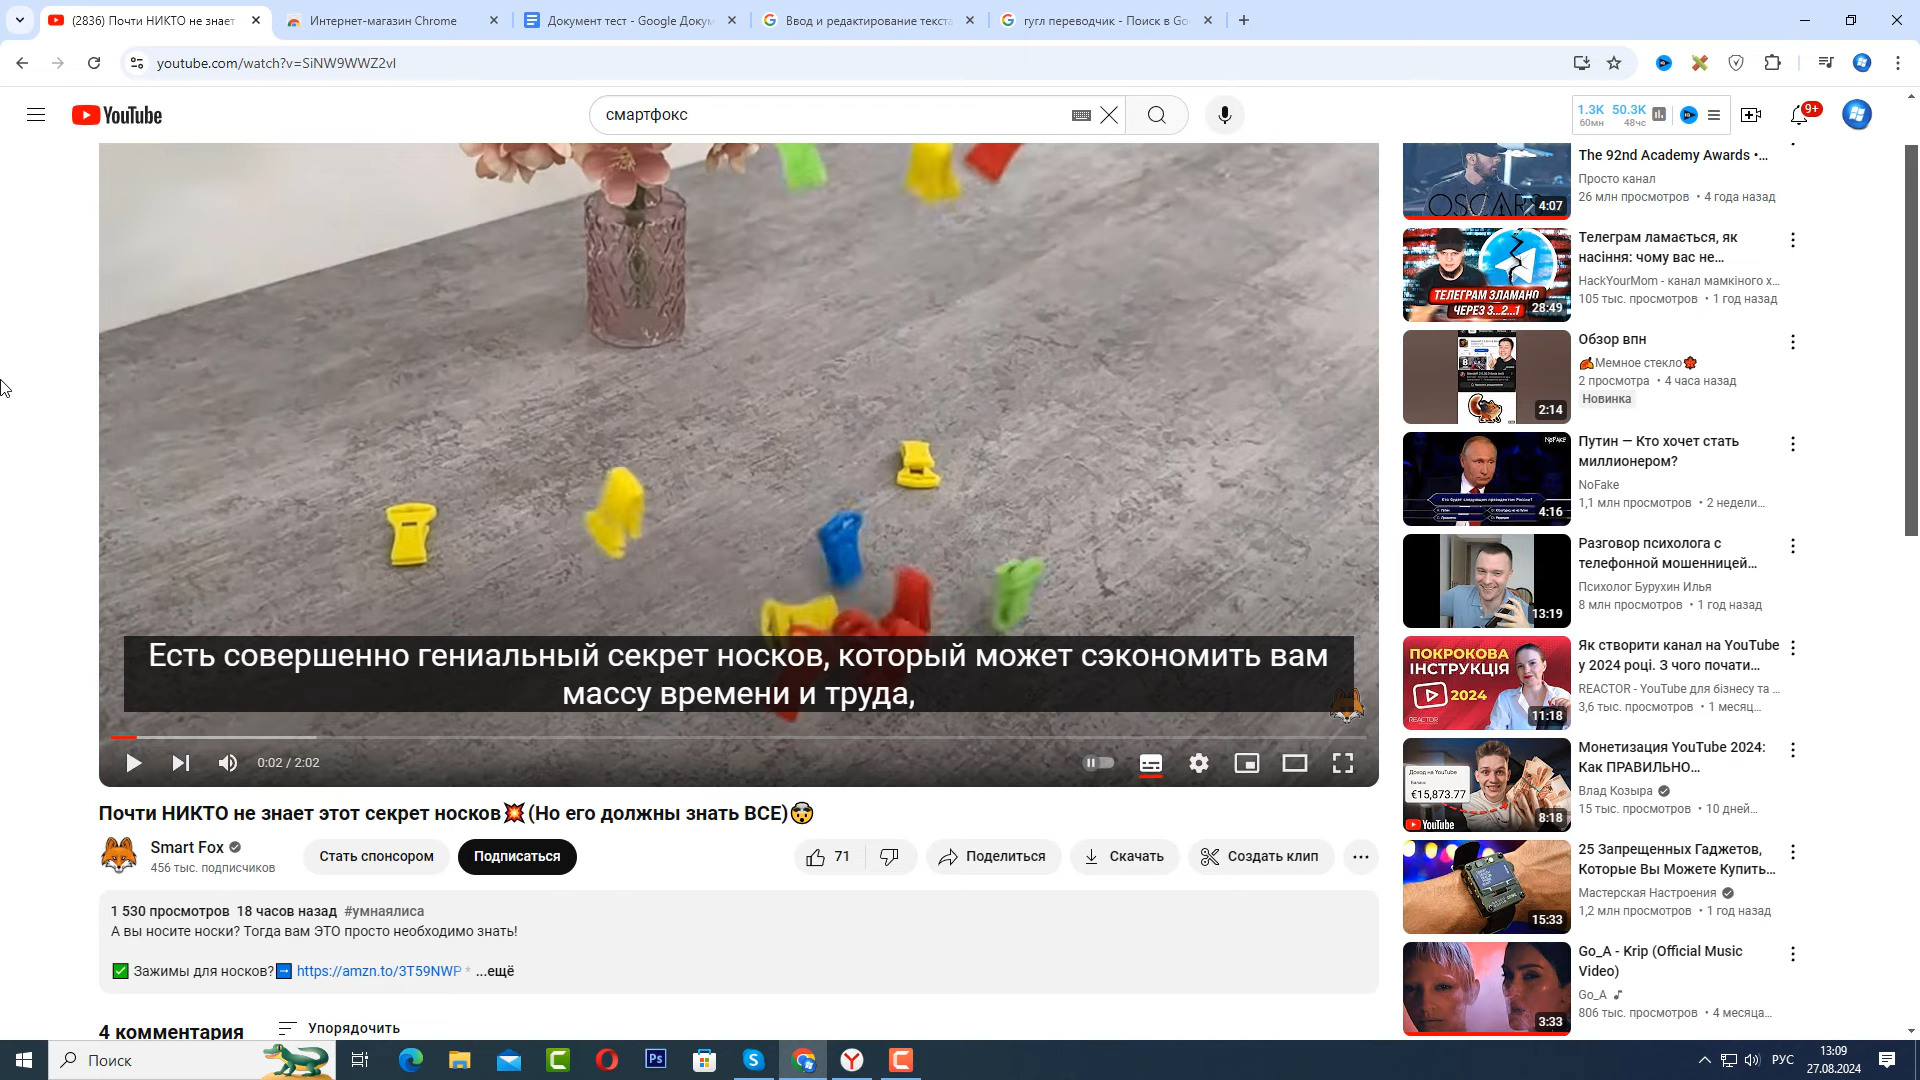 (2836) Почти НИКТО не знает
Интернет-магазин Chrome
Документ тест - Google Докум
Ввод и редактирование текста
гугл переводчик - Поиск в Go
youtube.com/watch?v=SiNW9WWZ2vI
YouTube
смартфокс
1.3K 50.3K
60мн 48чс
9+
Есть совершенно гениальный секрет носков, который может сэкономить вам
массу времени и труда,
0:02 / 2:02
Почти НИКТО не знает этот секрет носков💥(Но его должны знать ВСЕ)🤯
Smart Fox
456 тыс. подписчиков
Стать спонсором
Подписаться
71
Поделиться
Скачать
Создать клип
1 530 просмотров 18 часов назад #умнаялиса
А вы носите носки? Тогда вам ЭТО просто необходимо знать!
✅ Зажимы для носков?➡ https://amzn.to/3T59NWP * ...ещё
4 комментария
Упорядочить
OSCARS
4:07
The 92nd Academy Awards •...
Просто канал
26 млн просмотров • 4 года назад
ТЕЛЕГРАМ ЗЛАМАНО
ЧЕРЕЗ 3...2...1
28:49
Телеграм ламається, як
насіння: чому вас не...
HackYourMom - канал мамкіного х...
105 тыс. просмотров • 1 год назад
2:14
Обзор впн
🍂Мемное стекло🍁
2 просмотра • 4 часа назад
Новинка
NoFake
4:16
Путин — Кто хочет стать
миллионером?
NoFake
1,1 млн просмотров • 2 недели...
13:19
Разговор психолога с
телефонной мошенницей...
Психолог Бурухин Илья
8 млн просмотров • 1 год назад
ПОКРОКОВА
ІНСТРУКЦІЯ
2024
REACTOR
11:18
Як створити канал на YouTube
у 2024 році. З чого почати...
REACTOR - YouTube для бізнесу та ...
3,6 тыс. просмотров • 1 месяц...
Доход на YouTube
€15,873.77
YouTube
8:18
Монетизация YouTube 2024:
Как ПРАВИЛЬНО...
Влад Козыра
15 тыс. просмотров • 10 дней...
15:33
25 Запрещенных Гаджетов,
Которые Вы Можете Купить...
Мастерская Настроения
1,2 млн просмотров • 1 год назад
3:33
Go_A - Krip (Official Music
Video)
Go_A
806 тыс. просмотров • 4 месяца...
Поиск
Ps
РУС
13:09
27.08.2024